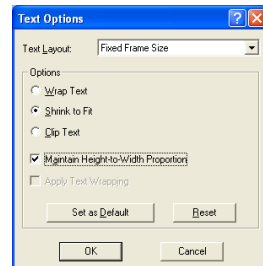 Text Options
Text Layout: Fixed Frame Size
Options
Wrap Text
Shrink to Fit
Clip Text
Maintain Height-to-Width Proportion
Apply Text Wrapping
Set as Default Reset
OK Cancel